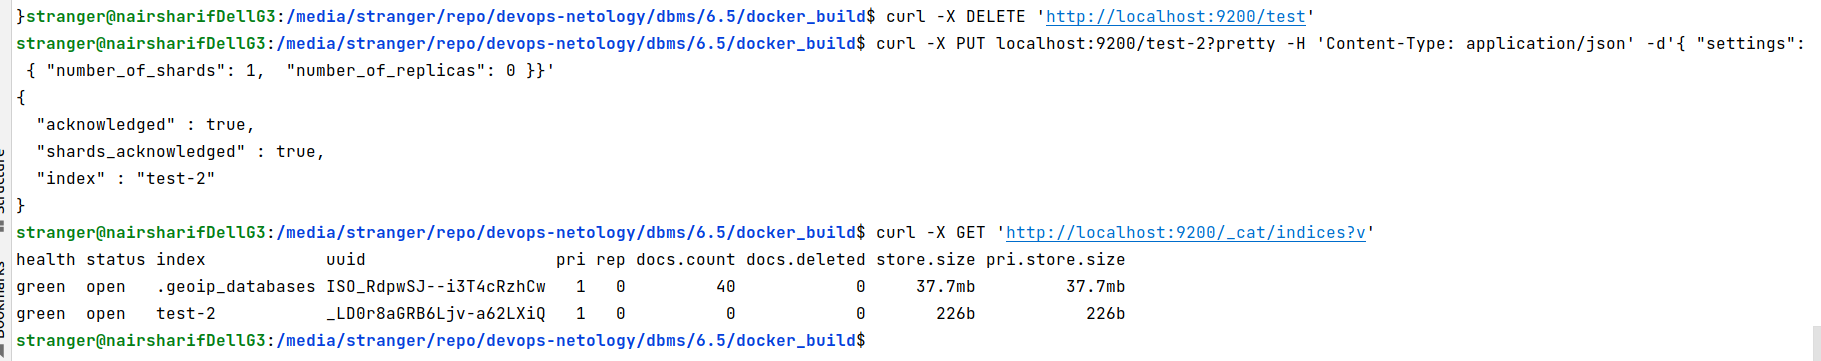 }stranger@nairsharifDellG3:/media/stranger/repo/devops-netology/dbms/6.5/docker_build$ curl -X DELETE 'http://localhost:9200/test'
stranger@nairsharifDellG3:/media/stranger/repo/devops-netology/dbms/6.5/docker_build$ curl -X PUT localhost:9200/test-2?pretty -H 'Content-Type: application/json' -d'{ "settings":
 { "number_of_shards": 1,  "number_of_replicas": 0 }}'
{
  "acknowledged" : true,
  "shards_acknowledged" : true,
  "index" : "test-2"
}
stranger@nairsharifDellG3:/media/stranger/repo/devops-netology/dbms/6.5/docker_build$ curl -X GET 'http://localhost:9200/_cat/indices?v'
health status index            uuid                   pri rep docs.count docs.deleted store.size pri.store.size
green  open   .geoip_databases ISO_RdpwSJ--i3T4cRzhCw   1   0         40            0     37.7mb         37.7mb
green  open   test-2           _LD0r8aGRB6Ljv-a62LXiQ   1   0          0            0       226b           226b
stranger@nairsharifDellG3:/media/stranger/repo/devops-netology/dbms/6.5/docker_build$
Structure
Bookmarks